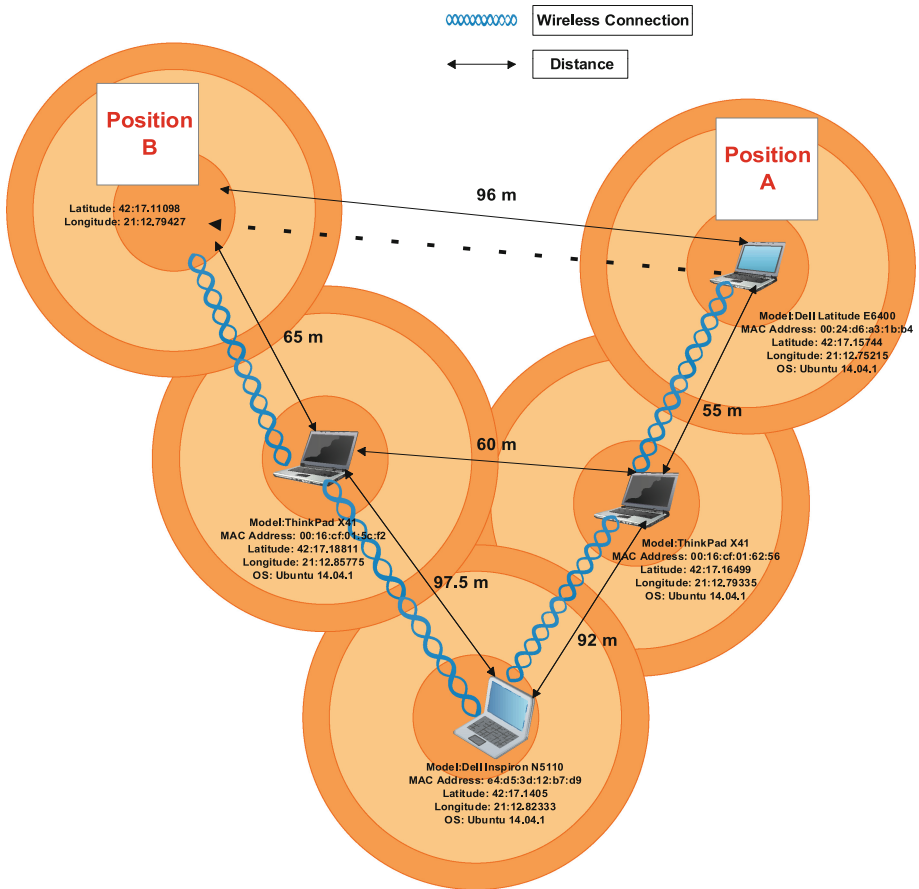 Wireless Connection
Distance
Position
B
Position
A
96 m
Latitude: 42:17.11098
Longitude: 21:12.79427
Model:Dell Latitude E6400
MAC Address: 00:24:d6:a3:1b:b4
Latitude: 42:17.15744
Longitude: 21:12.75215
OS: Ubuntu 14.04.1
65 m
55 m
60 m
Model:ThinkPad X41
MAC Address: 00:16:cf:01:5c:f2
Latitude: 42:17.18811
Longitude: 21:12.85775
OS: Ubuntu 14.04.1
Model:ThinkPad X41
MAC Address: 00:16:cf:01:62:56
Latitude: 42:17.16499
Longitude: 21:12.79335
OS: Ubuntu 14.04.1
97.5 m
92 m
Model:Dell Inspiron N5110
MAC Address: e4:d5:3d:12:b7:d9
Latitude: 42:17.1405
Longitude: 21:12.82333
OS: Ubuntu 14.04.1